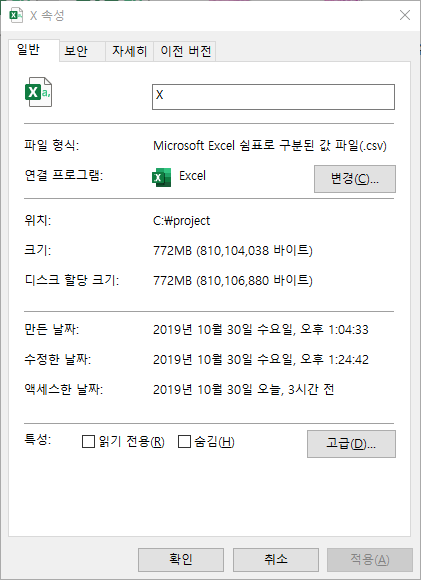 X 속성
일반 보안 자세히 이전 버전
X
파일 형식: Microsoft Excel 쉼표로 구분된 값 파일(.csv)
연결 프로그램: Excel 변경(C)...
위치: C:₩project
크기: 772MB (810,104,038 바이트)
디스크 할당 크기: 772MB (810,106,880 바이트)
만든 날짜: 2019년 10월 30일 수요일, 오후 1:04:33
수정한 날짜: 2019년 10월 30일 수요일, 오후 1:24:42
액세스한 날짜: 2019년 10월 30일 오늘, 3시간 전
특성: 읽기 전용(R) 숨김(H) 고급(D)...
확인 취소 적용(A)